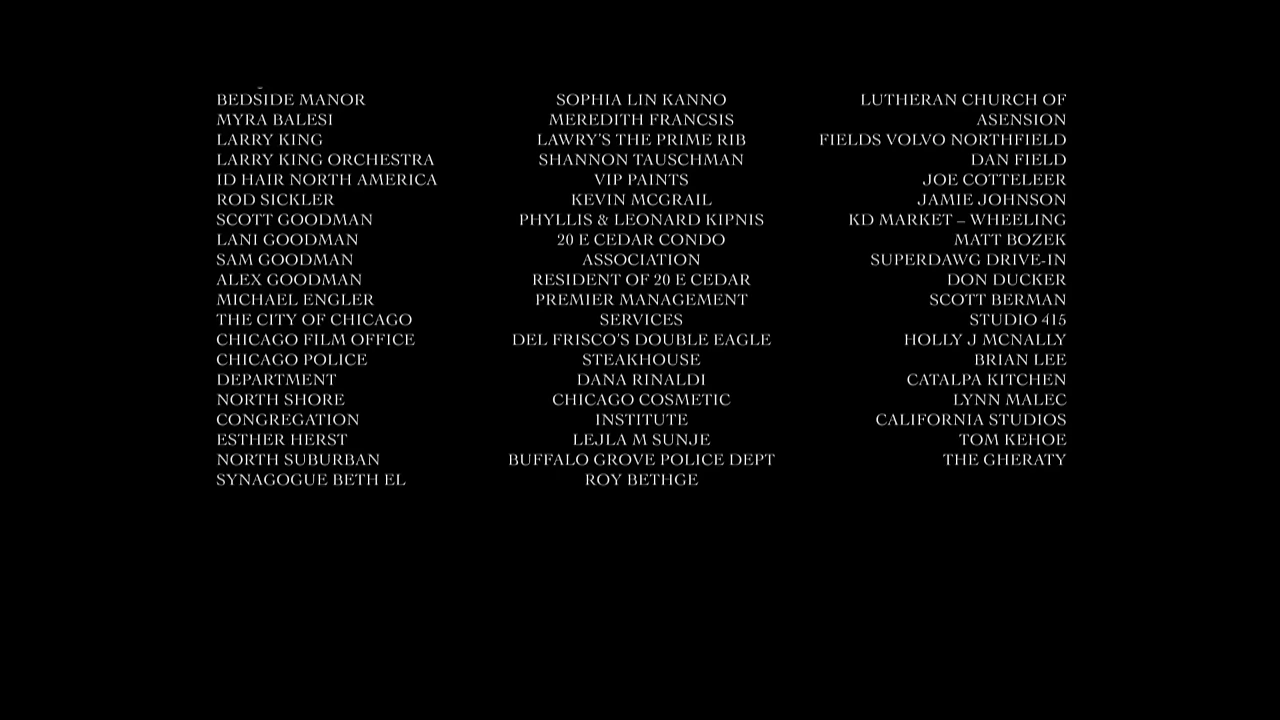 BEDSIDE MANOR
MYRA BALESI
LARRY KING
LARRY KING ORCHESTRA
ID HAIR NORTH AMERICA
ROD SICKLER
SCOTT GOODMAN
LANI GOODMAN
SAM GOODMAN
ALEX GOODMAN
MICHAEL ENGLER
THE CITY OF CHICAGO
CHICAGO FILM OFFICE
CHICAGO POLICE
DEPARTMENT
NORTH SHORE
CONGREGATION
ESTHER HERST
NORTH SUBURBAN
SYNAGOGUE BETH EL
SOPHIA LIN KANNO
MEREDITH FRANCSIS
LAWRY'S THE PRIME RIB
SHANNON TAUSCHMAN
VIP PAINTS
KEVIN MCGRAIL
PHYLLIS & LEONARD KIPNIS
20 E CEDAR CONDO
ASSOCIATION
RESIDENT OF 20 E CEDAR
PREMIER MANAGEMENT
SERVICES
DEL FRISCO'S DOUBLE EAGLE
STEAKHOUSE
DANA RINALDI
CHICAGO COSMETIC
INSTITUTE
LEJLA M SUNJE
BUFFALO GROVE POLICE DEPT
ROY BETHGE
LUTHERAN CHURCH OF
ASENSION
FIELDS VOLVO NORTHFIELD
DAN FIELD
JOE COTTELEER
JAMIE JOHNSON
KD MARKET – WHEELING
MATT BOZEK
SUPERDAWG DRIVE-IN
DON DUCKER
SCOTT BERMAN
STUDIO 415
HOLLY J MCNALLY
BRIAN LEE
CATALPA KITCHEN
LYNN MALEC
CALIFORNIA STUDIOS
TOM KEHOE
THE GHERATY